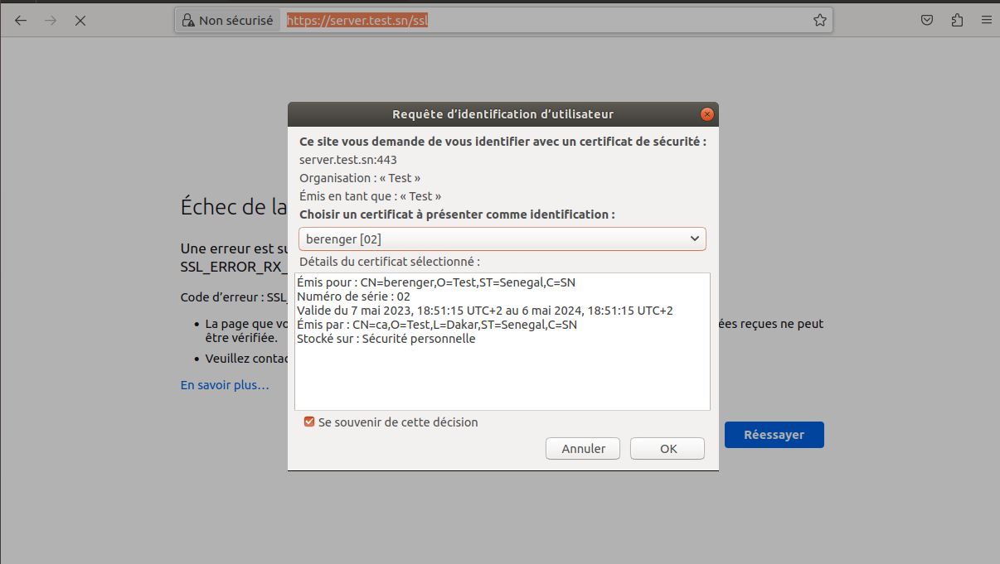 Non sécurisé
https://server.test.sn/ssl
Requête d'identification d'utilisateur
Ce site vous demande de vous identifier avec un certificat de sécurité :
server.test.sn:443
Organisation : « Test »
Émis en tant que : « Test »
Choisir un certificat à présenter comme identification :
berenger [02]
Détails du certificat sélectionné :
Émis pour : CN=berenger,O=Test,ST=Senegal,C=SN
Numéro de série : 02
Valide du 7 mai 2023, 18:51:15 UTC+2 au 6 mai 2024, 18:51:15 UTC+2
Émis par : CN=ca,O=Test,L=Dakar,ST=Senegal,C=SN
Stocké sur : Sécurité personnelle
Se souvenir de cette décision
Annuler
OK
Échec de la
Une erreur est su
SSL_ERROR_RX_
Code d'erreur : SSL_
La page que vo
ées reçues ne peut
être vérifiée.
Veuillez contac
En savoir plus…
Réessayer